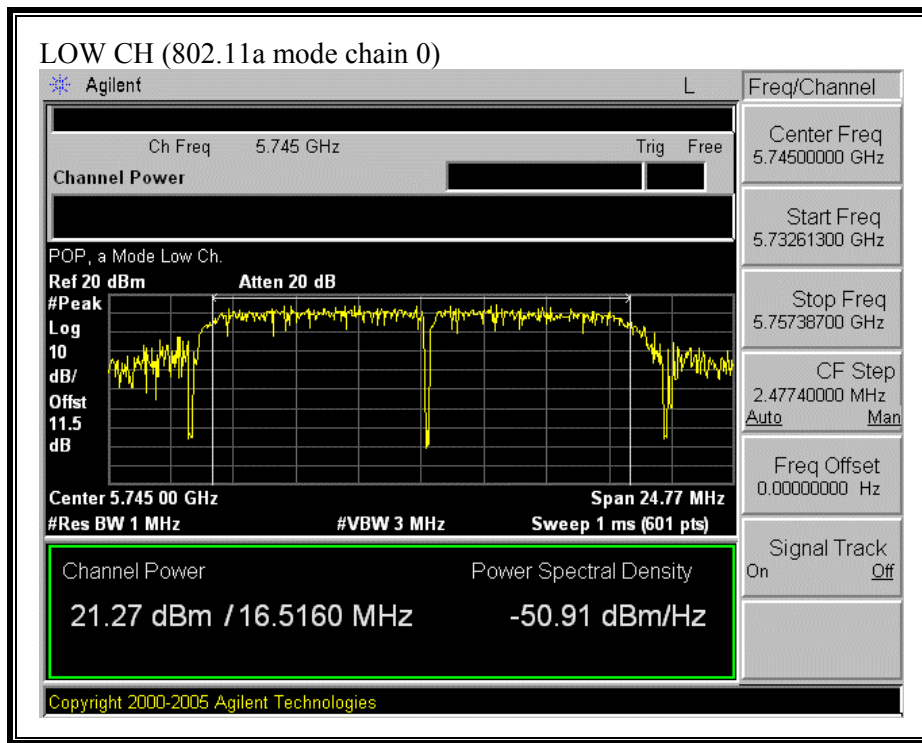 LOW CH (802.11a mode chain 0)
Agilent L Freq/Channel
Ch Freq 5.745 GHz Trig Free
Channel Power
POP, a Mode Low Ch.
Ref 20 dBm Atten 20 dB
#Peak
Log
10
dB/
Offst
11.5
dB
Center 5.745 00 GHz Span 24.77 MHz
#Res BW 1 MHz #VBW 3 MHz Sweep 1 ms (601 pts)
Channel Power Power Spectral Density
21.27 dBm / 16.5160 MHz -50.91 dBm/Hz
Copyright 2000-2005 Agilent Technologies
Center Freq
5.74500000 GHz
Start Freq
5.73261300 GHz
Stop Freq
5.75738700 GHz
CF Step
2.47740000 MHz
Auto Man
Freq Offset
0.00000000 Hz
Signal Track
On Off